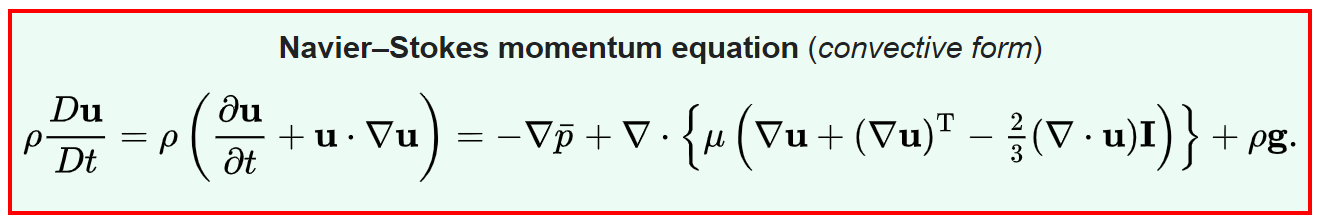 Navier–Stokes momentum equation (convective form)
ρ Du/Dt = ρ (∂u/∂t + u · ∇u) = −∇p̄ + ∇ · {μ (∇u + (∇u)ᵀ − ⅔(∇ · u)I)} + ρg.